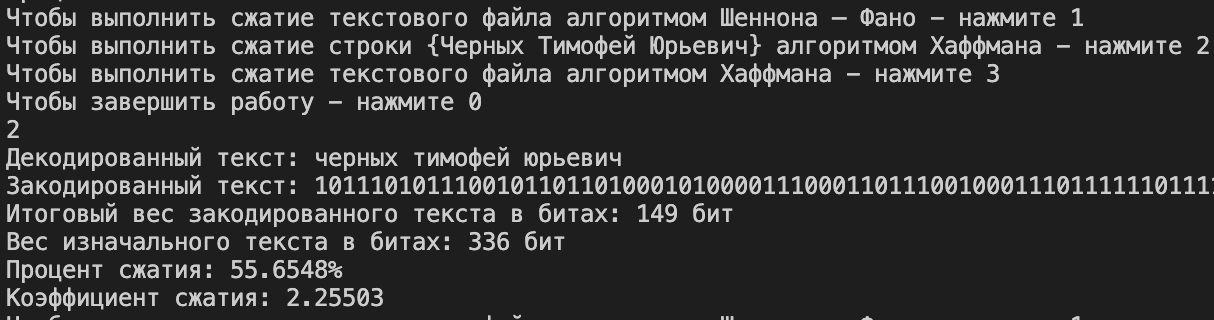 Чтобы выполнить сжатие текстового файла алгоритмом Шеннона – Фано – нажмите 1
Чтобы выполнить сжатие строки {Черных Тимофей Юрьевич} алгоритмом Хаффмана – нажмите 2
Чтобы выполнить сжатие текстового файла алгоритмом Хаффмана – нажмите 3
Чтобы завершить работу – нажмите 0
2
Декодированный текст: черных тимофей юрьевич
Закодированный текст:
Итоговый вес закодированного текста в битах: 149 бит
Вес изначального текста в битах: 336 бит
Процент сжатия: 55.6548%
Коэффициент сжатия: 2.25503